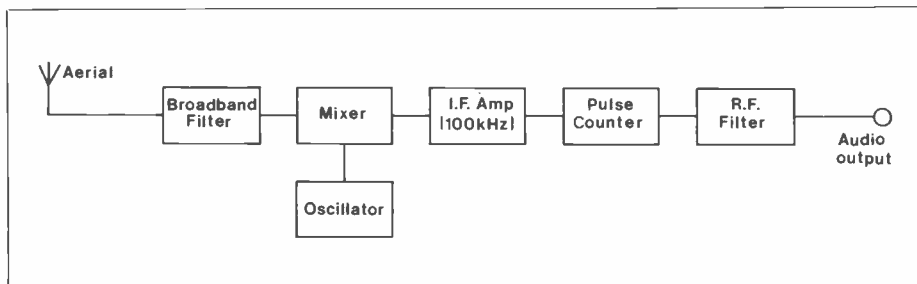 Aerial
Broadband
Filter
Mixer
I.F. Amp
|100kHz|
Pulse
Counter
R.F.
Filter
Audio
output
Oscillator